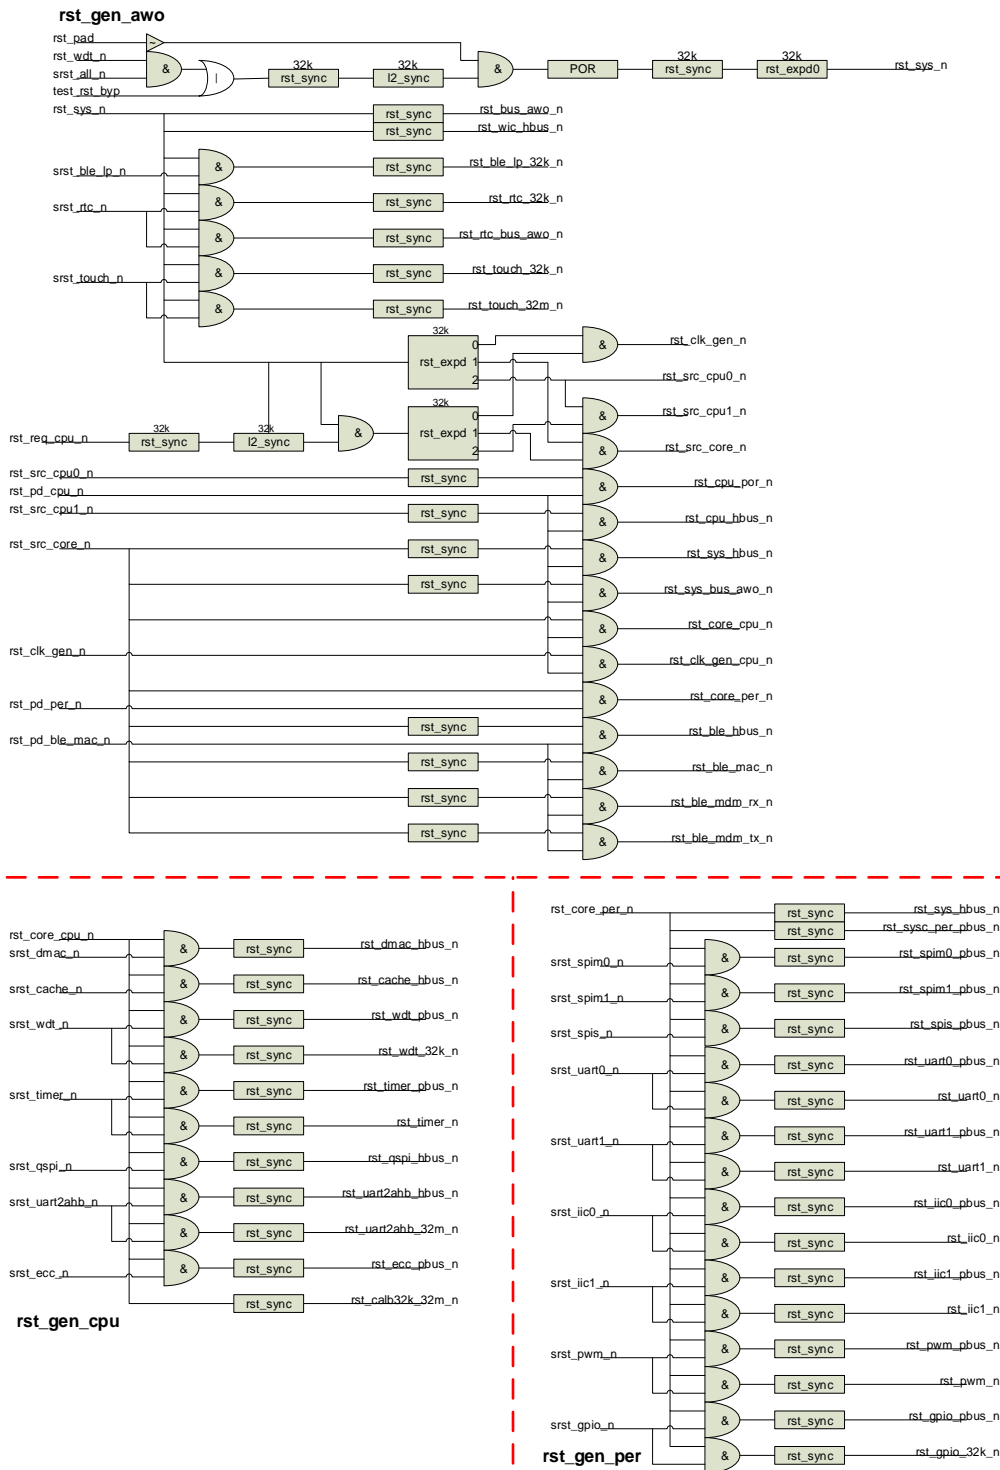 rst_gen_awo
rst_pad
~
rst_wdt_n
&
srst_all_n
|
test_rst_byp
32k
rst_sync
32k
l2_sync
&
POR
32k
rst_sync
32k
rst_expd0
rst_sys_n
rst_sys_n
rst_sync
rst_bus_awo_n
rst_sync
rst_wic_hbus_n
srst_ble_lp_n
&
rst_sync
rst_ble_lp_32k_n
srst_rtc_n
&
rst_sync
rst_rtc_32k_n
&
rst_sync
rst_rtc_bus_awo_n
srst_touch_n
&
rst_sync
rst_touch_32k_n
&
rst_sync
rst_touch_32m_n
32k
rst_expd
0
1
2
&
rst_clk_gen_n
rst_src_cpu0_n
32k
rst_expd
0
1
2
&
rst_src_cpu1_n
rst_req_cpu_n
32k
rst_sync
32k
l2_sync
&
&
rst_src_core_n
rst_src_cpu0_n
rst_sync
rst_pd_cpu_n
&
rst_cpu_por_n
rst_src_cpu1_n
rst_sync
&
rst_cpu_hbus_n
rst_src_core_n
rst_sync
&
rst_sys_hbus_n
rst_sync
&
rst_sys_bus_awo_n
&
rst_core_cpu_n
rst_clk_gen_n
&
rst_clk_gen_cpu_n
rst_pd_per_n
&
rst_core_per_n
rst_sync
rst_pd_ble_mac_n
&
rst_ble_hbus_n
rst_sync
&
rst_ble_mac_n
rst_sync
&
rst_ble_mdm_rx_n
rst_sync
&
rst_ble_mdm_tx_n
rst_core_cpu_n
srst_dmac_n
&
rst_sync
rst_dmac_hbus_n
srst_cache_n
&
rst_sync
rst_cache_hbus_n
srst_wdt_n
&
rst_sync
rst_wdt_pbus_n
&
rst_sync
rst_wdt_32k_n
srst_timer_n
&
rst_sync
rst_timer_pbus_n
&
rst_sync
rst_timer_n
srst_qspi_n
&
rst_sync
rst_qspi_hbus_n
srst_uart2ahb_n
&
rst_sync
rst_uart2ahb_hbus_n
&
rst_sync
rst_uart2ahb_32m_n
srst_ecc_n
&
rst_sync
rst_ecc_pbus_n
rst_sync
rst_calb32k_32m_n
rst_gen_cpu
rst_core_per_n
rst_sync
rst_sys_hbus_n
rst_sync
rst_sysc_per_pbus_n
srst_spim0_n
&
rst_sync
rst_spim0_pbus_n
srst_spim1_n
&
rst_sync
rst_spim1_pbus_n
srst_spis_n
&
rst_sync
rst_spis_pbus_n
srst_uart0_n
&
rst_sync
rst_uart0_pbus_n
&
rst_sync
rst_uart0_n
srst_uart1_n
&
rst_sync
rst_uart1_pbus_n
&
rst_sync
rst_uart1_n
srst_iic0_n
&
rst_sync
rst_iic0_pbus_n
&
rst_sync
rst_iic0_n
srst_iic1_n
&
rst_sync
rst_iic1_pbus_n
&
rst_sync
rst_iic1_n
srst_pwm_n
&
rst_sync
rst_pwm_pbus_n
&
rst_sync
rst_pwm_n
srst_gpio_n
&
rst_sync
rst_gpio_pbus_n
&
rst_sync
rst_gpio_32k_n
rst_gen_per